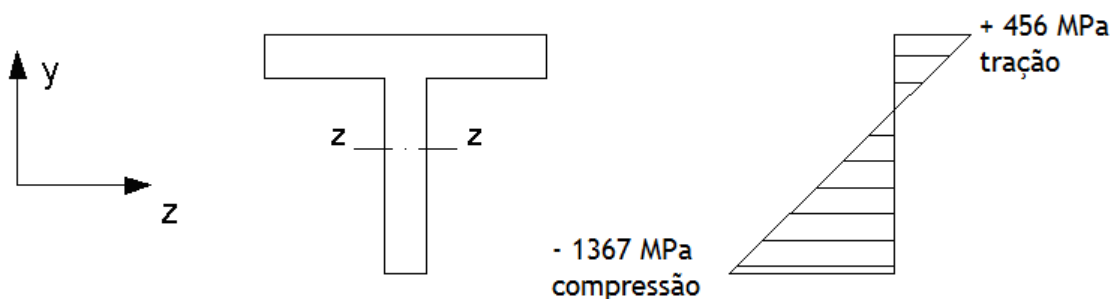 y
z
z z
+ 456 MPa
tração
- 1367 MPa
compressão